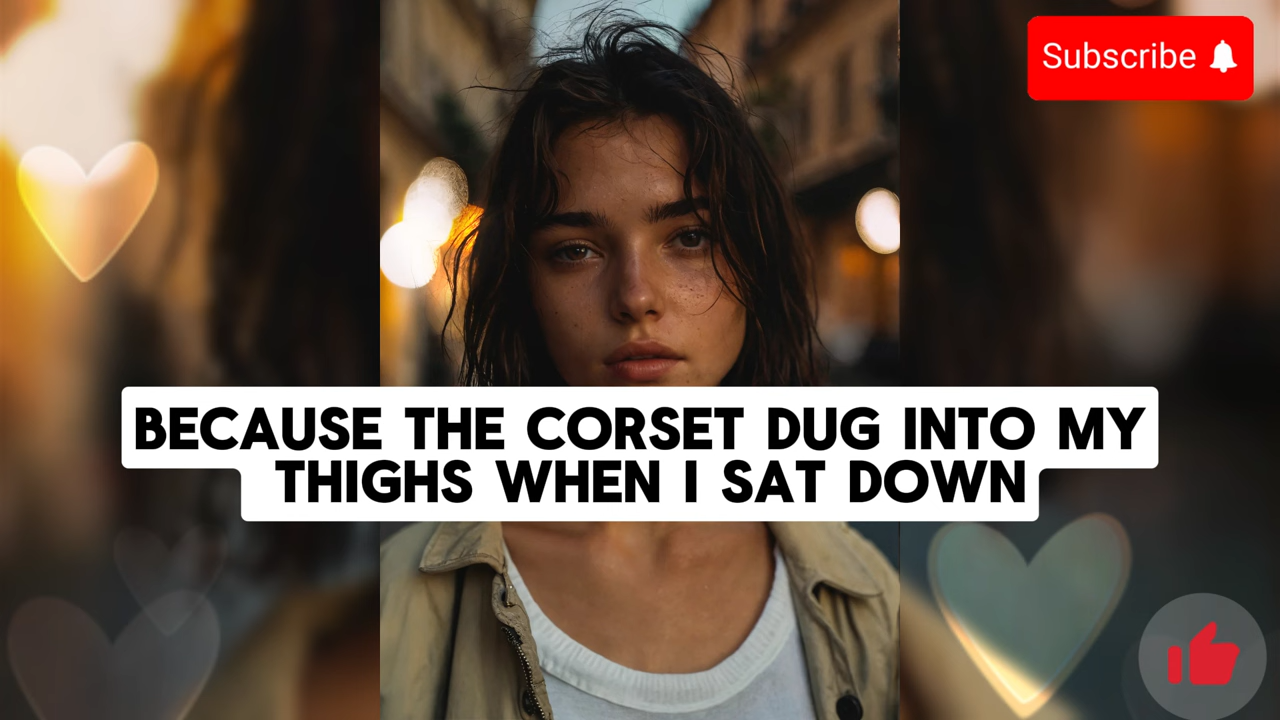 Subscribe
BECAUSE THE CORSET DUG INTO MY
THIGHS WHEN I SAT DOWN